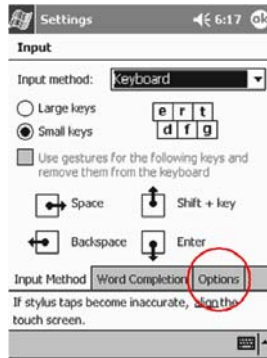 Settings 6:17 ok
Input
Input method: Keyboard
Large keys
Small keys
e r t
d f g
Use gestures for the following keys and
remove them from the keyboard
Space Shift + key
Backspace Enter
Input Method Word Completion Options
If stylus taps become inaccurate, align the
touch screen.